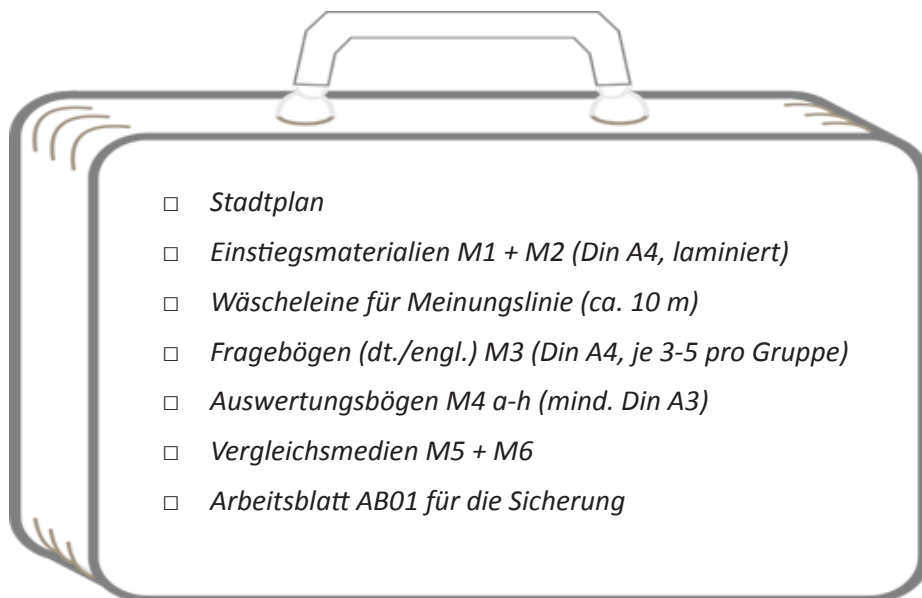 □ Stadtplan
□ Einstiegsmaterialien M1 + M2 (Din A4, laminiert)
□ Wäscheleine für Meinungslinie (ca. 10 m)
□ Fragebögen (dt./engl.) M3 (Din A4, je 3-5 pro Gruppe)
□ Auswertungsbögen M4 a-h (mind. Din A3)
□ Vergleichsmedien M5 + M6
□ Arbeitsblatt AB01 für die Sicherung